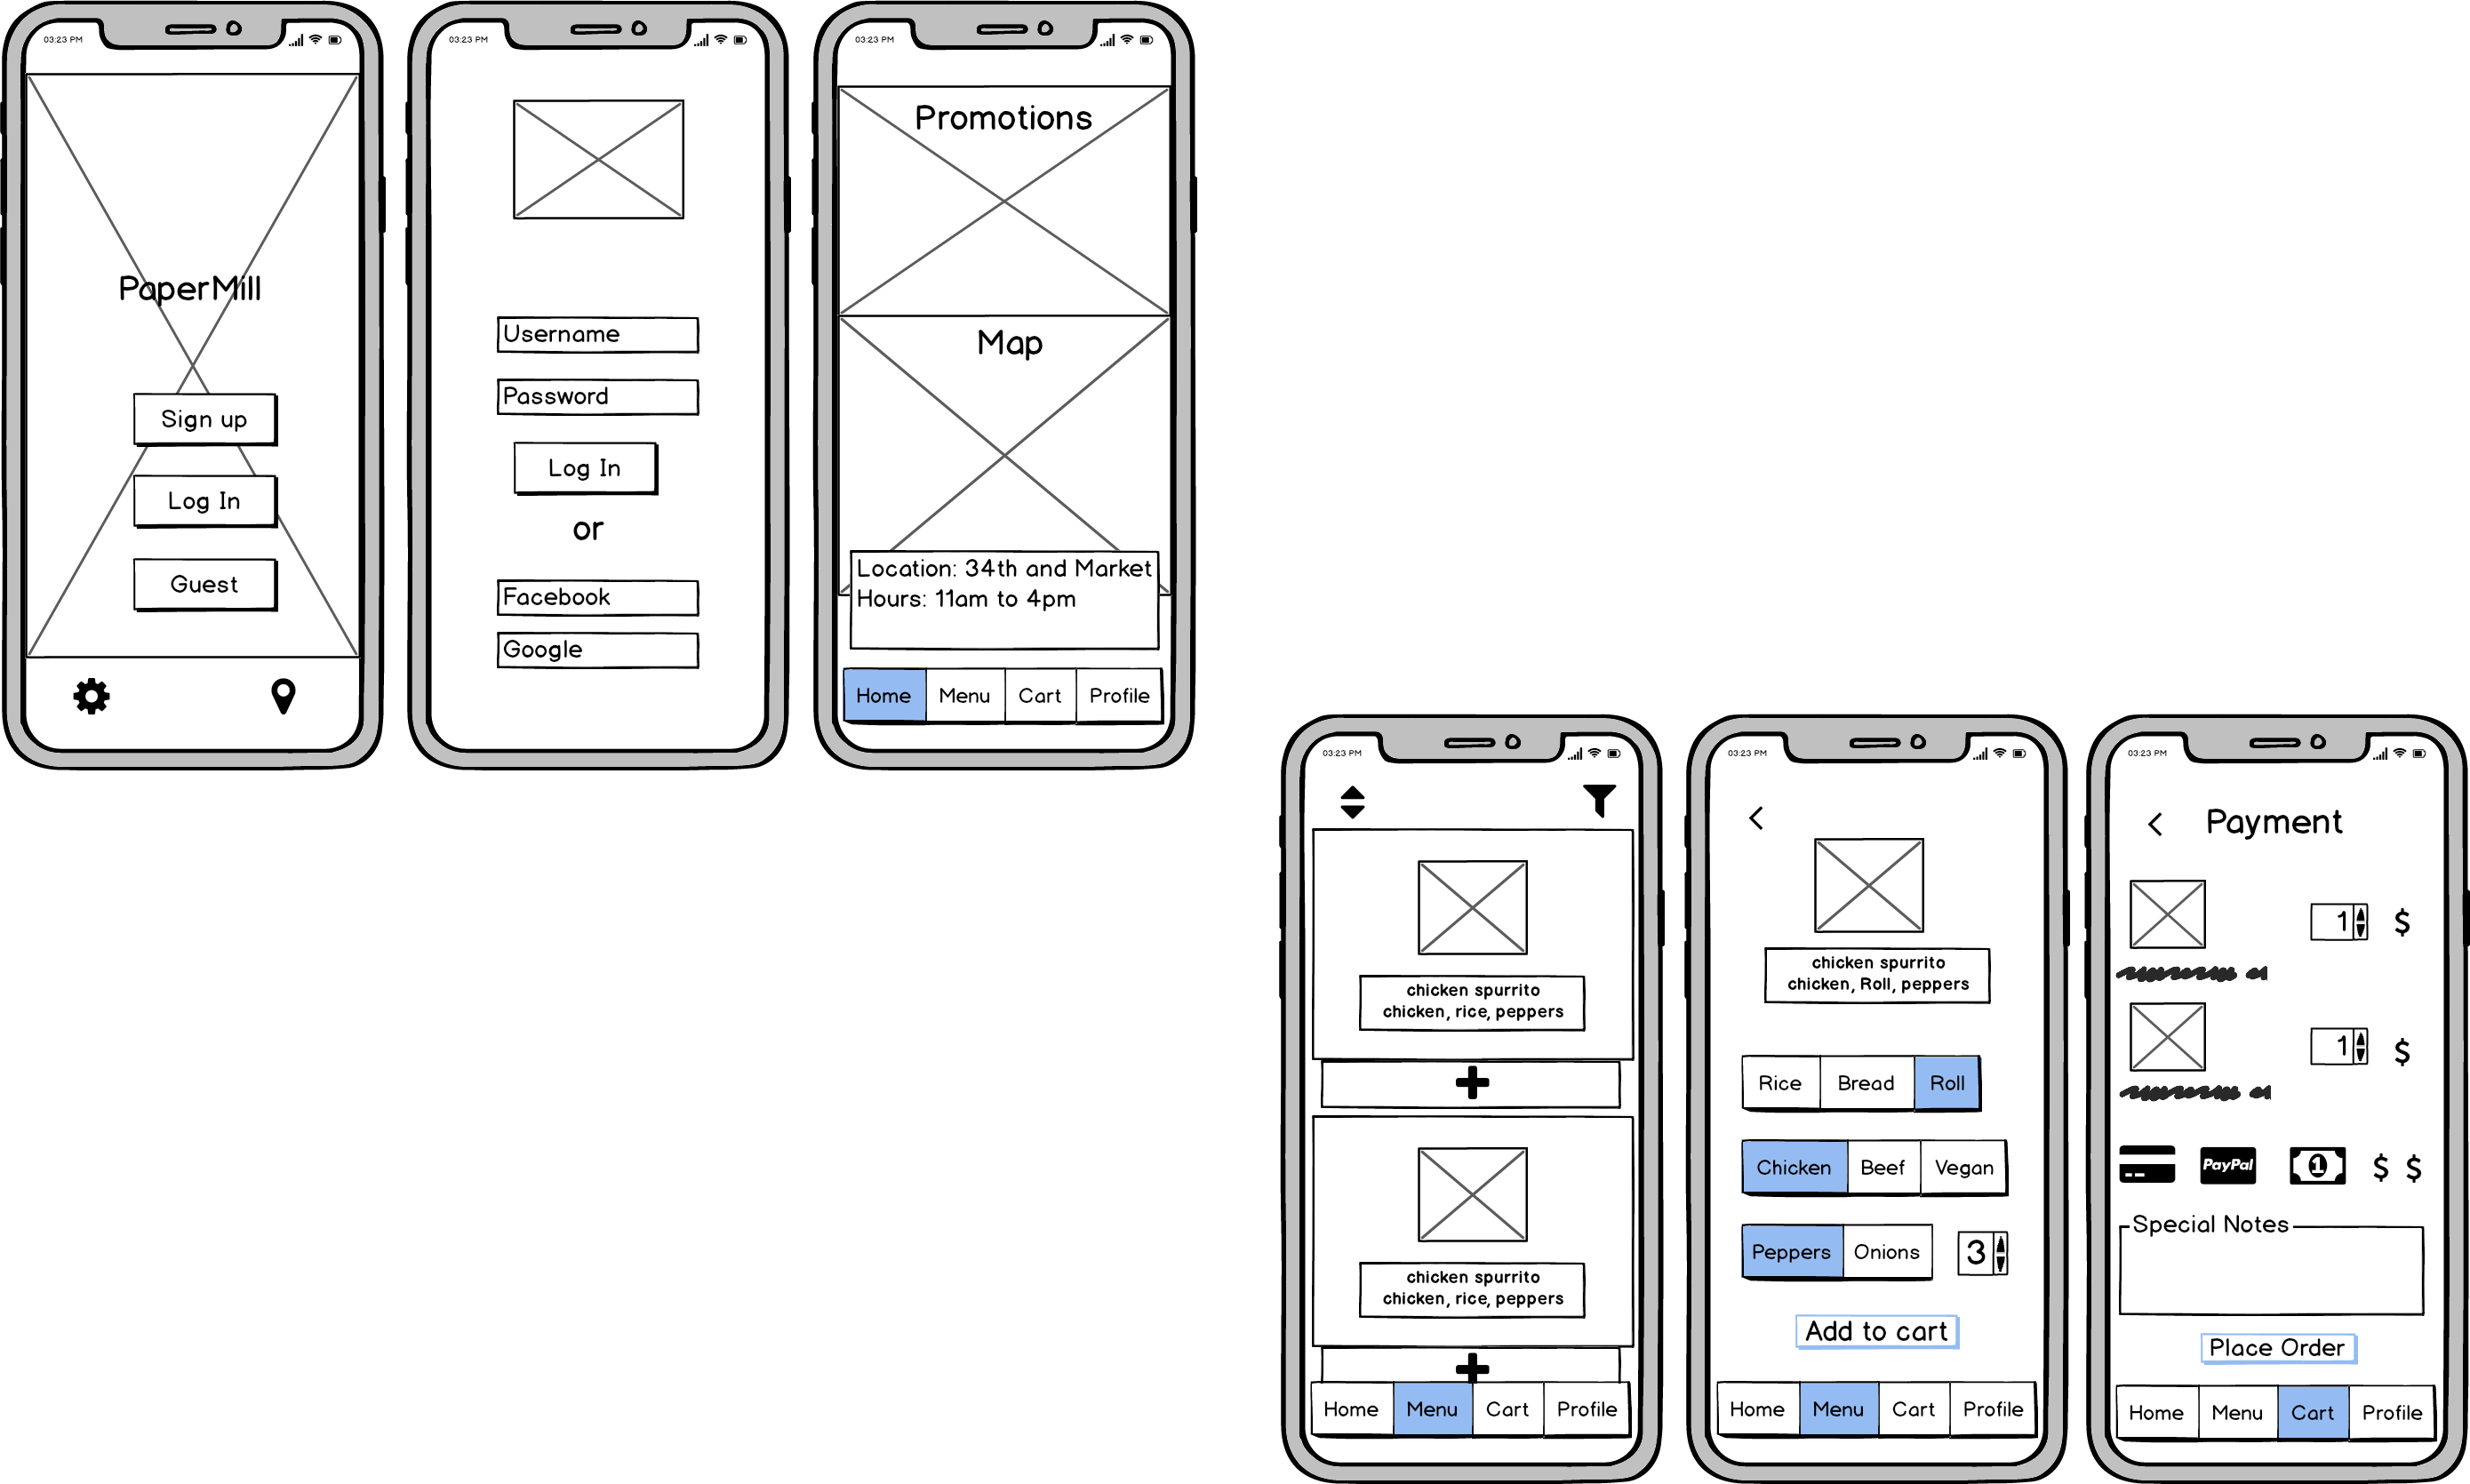 03:23 PM
PaperMill
Sign up
Log In
Guest
03:23 PM
Username
Password
Log In
or
Facebook
Google
03:23 PM
Promotions
Map
Location: 34th and Market
Hours: 11am to 4pm
Home Menu Cart Profile
03:23 PM
chicken spurrito
chicken, rice, peppers
chicken spurrito
chicken, rice, peppers
Home Menu Cart Profile
03:23 PM
chicken spurrito
chicken, Roll, peppers
Rice Bread Roll
Chicken Beef Vegan
Peppers Onions 3
Add to cart
Home Menu Cart Profile
03:23 PM
Payment
1 $
1 $
PayPal 1 $ $
Special Notes
Place Order
Home Menu Cart Profile